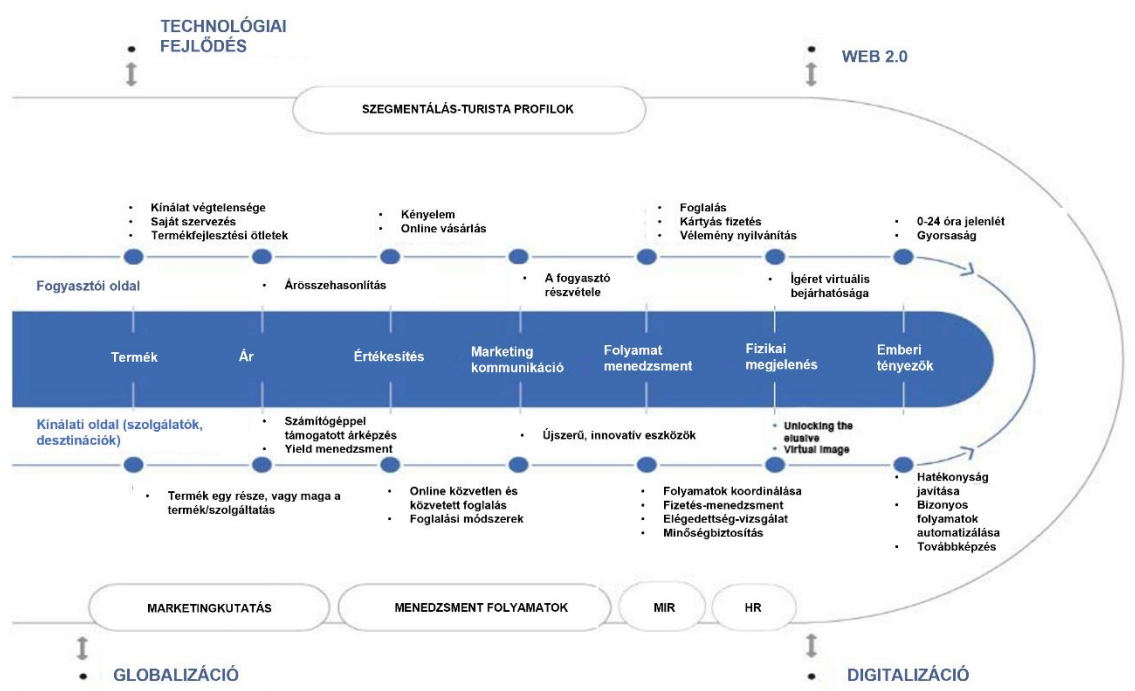 TECHNOLÓGIAI
FEJLŐDÉS
WEB 2.0
SZEGMENTÁLÁS-TURISTA PROFILOK
• Kínálat végtelensége
• Saját szervezés
• Termékfejlesztési ötletek
• Kényelem
• Online vásárlás
• Foglalás
• Kártyás fizetés
• Vélemény nyilvánítás
• 0-24 óra jelenlét
• Gyorsaság
Fogyasztói oldal
• Árösszehasonlítás
• A fogyasztó
részvétele
• Ígéret virtuális
bejárhatósága
Termék
Ár
Értékesítés
Marketing
kommunikáció
Folyamat
menedzsment
Fizikai
megjelenés
Emberi
tényezők
Kínálati oldal (szolgálatók,
desztinációk)
• Számítógéppel
támogatott árképzés
• Yield menedzsment
• Újszerű, innovatív eszközök
• Unlocking the
elusive
• Virtual image
• Termék egy része, vagy maga a
termék/szolgáltatás
• Online közvetlen és
közvetett foglalás
• Foglalási módszerek
• Folyamatok koordinálása
• Fizetés-menedzsment
• Elégedettség-vizsgálat
• Minőségbiztosítás
• Hatékonyság
javítása
• Bizonyos
folyamatok
automatizálása
• Továbbképzés
MARKETINGKUTATÁS
MENEDZSMENT FOLYAMATOK
MIR
HR
GLOBALIZÁCIÓ
DIGITALIZÁCIÓ